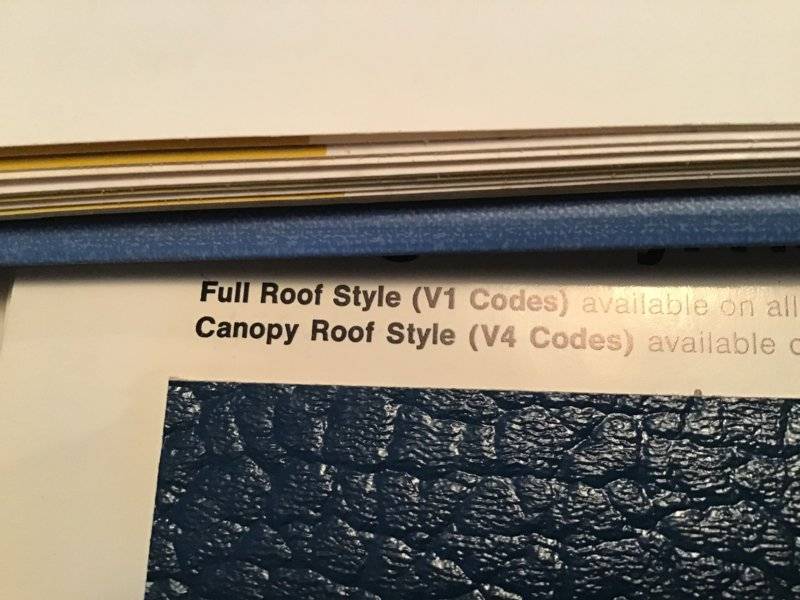 Full Roof Style (V1 Codes) available on all
Canopy Roof Style (V4 Codes) available